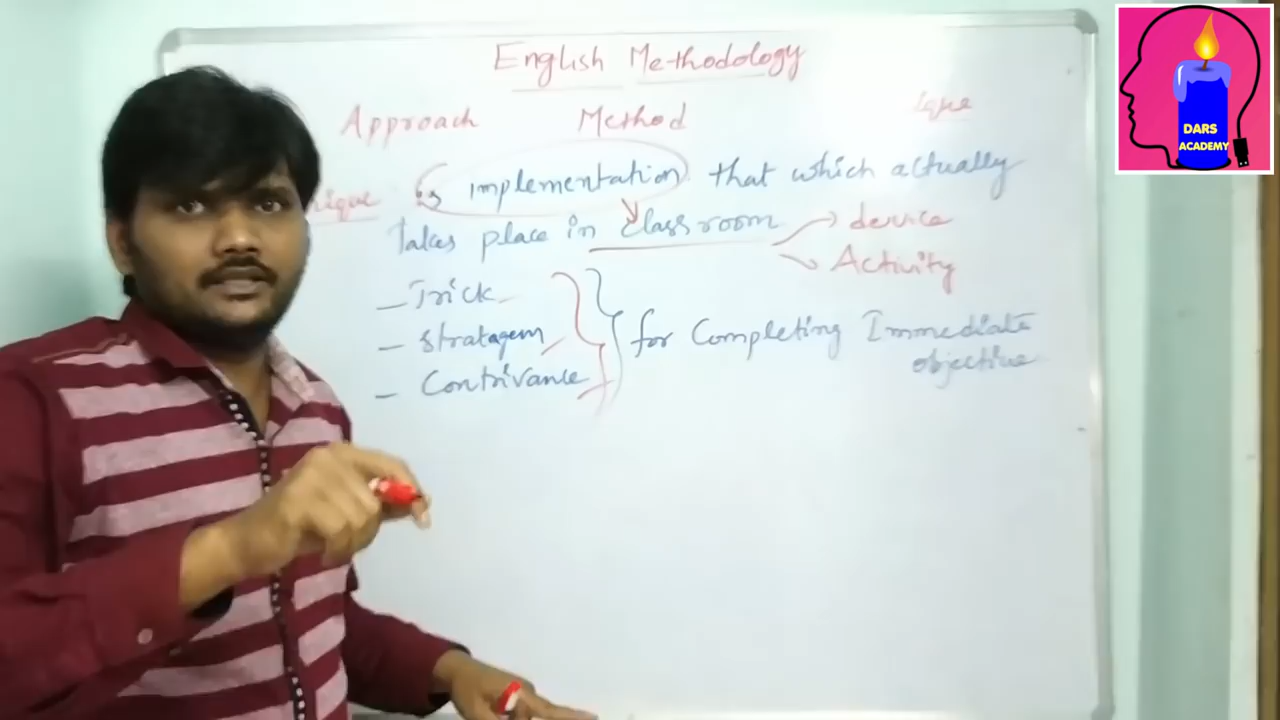 English Methodology
Approach Method
is implementation that which actually
Takes place in Classroom device
Activity
- Trick
- Stratagem
- Contrivance
for Completing Immediate
objective
DARS
ACADEMY